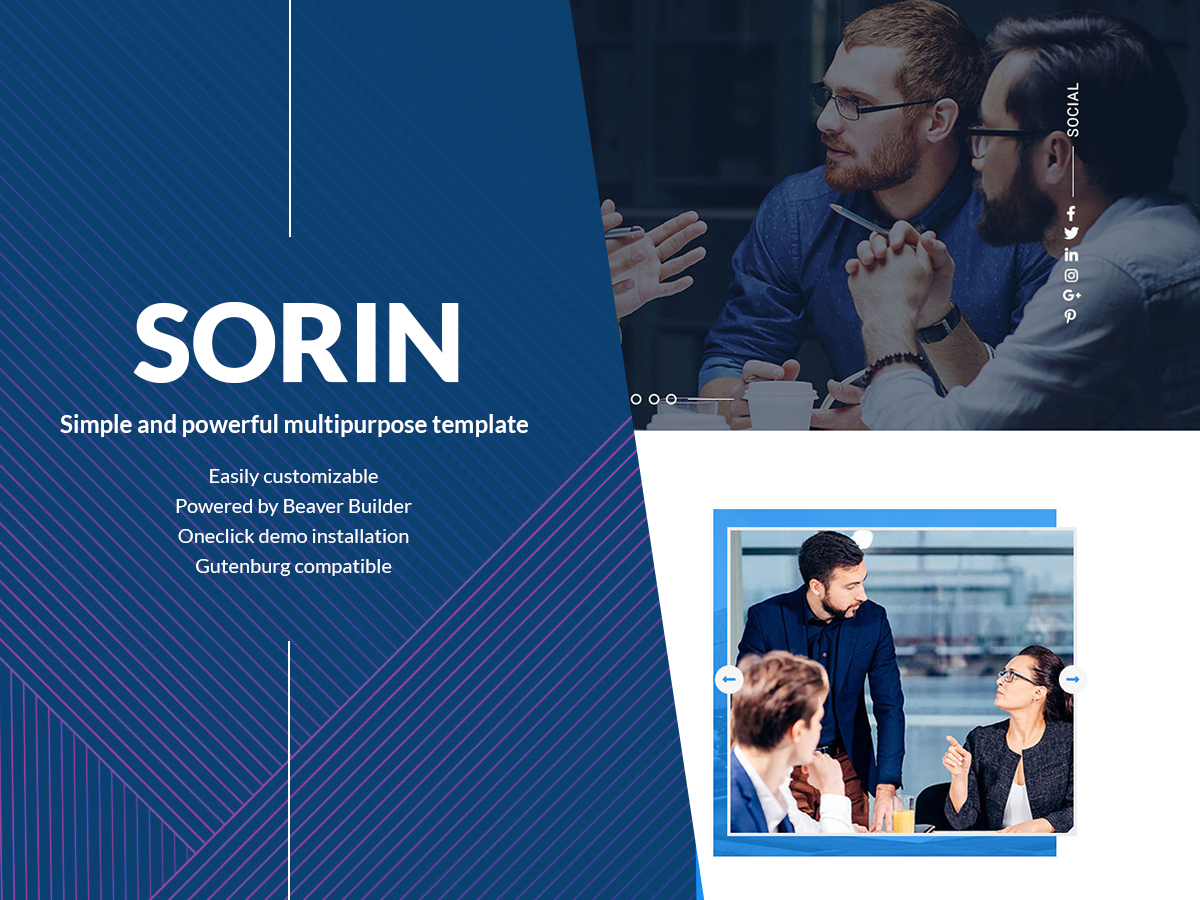 SORIN
Simple and powerful multipurpose template
Easily customizable
Powered by Beaver Builder
Oneclick demo installation
Gutenburg compatible
SOCIAL